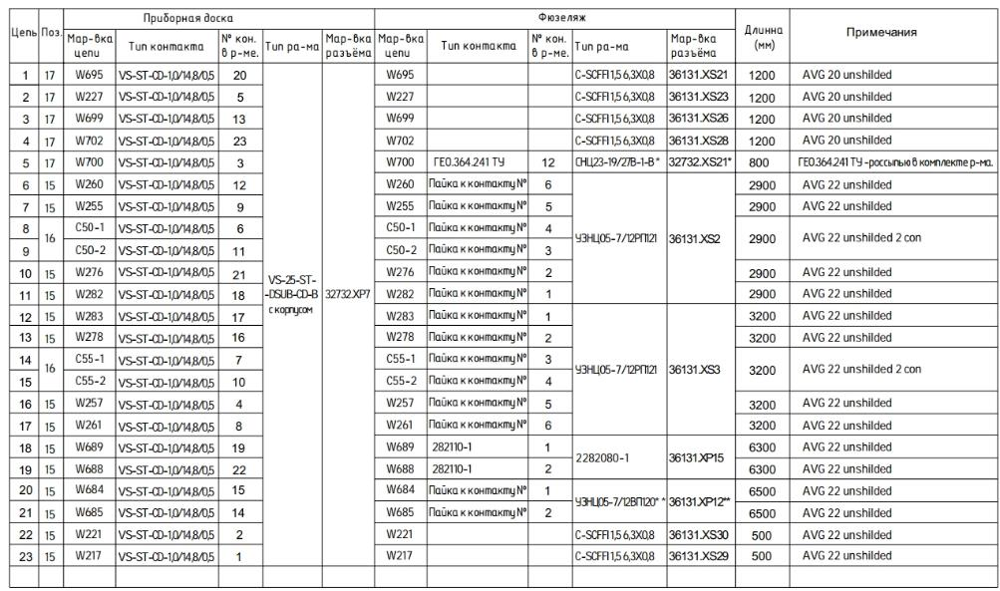 Цепь Поз. Приборная доска Фюзеляж Длинна (мм) Примечания
Мар-вка цепи Тип контакта № кон. в р-ме. Тип ра-ма Мар-вка разъёма Мар-вка цепи Тип контакта № кон. в р-ме. Тип ра-ма Мар-вка разъёма
1 17 W695 VS-ST-CD-1,0/14,8/0,5 20 VS-25-ST--DSUB-CD-B с корпусом 32732.XP7 W695 C-SCFFI 1,5 6,3X0,8 36131.XS21 1200 AVG 20 unshilded
2 17 W227 VS-ST-CD-1,0/14,8/0,5 5 W227 C-SCFFI 1,5 6,3X0,8 36131.XS23 1200 AVG 20 unshilded
3 17 W699 VS-ST-CD-1,0/14,8/0,5 13 W699 C-SCFFI 1,5 6,3X0,8 36131.XS26 1200 AVG 20 unshilded
4 17 W702 VS-ST-CD-1,0/14,8/0,5 23 W702 C-SCFFI 1,5 6,3X0,8 36131.XS28 1200 AVG 20 unshilded
5 17 W700 VS-ST-CD-1,0/14,8/0,5 3 W700 ГЕО.364.241 ТУ 12 СНЦ23-19/27В-1-В * 32732.XS21* 800 ГЕО.364.241 ТУ -россыпью в комплекте р-ма.
6 15 W260 VS-ST-CD-1,0/14,8/0,5 12 W260 Пайка к контакту № 6 УЗНЦ05-7/12РП121 36131.XS2 2900 AVG 22 unshilded
7 15 W255 VS-ST-CD-1,0/14,8/0,5 9 W255 Пайка к контакту № 5 2900 AVG 22 unshilded
8 16 C50-1 VS-ST-CD-1,0/14,8/0,5 6 C50-1 Пайка к контакту № 4 2900 AVG 22 unshilded 2 con
9 C50-2 VS-ST-CD-1,0/14,8/0,5 11 C50-2 Пайка к контакту № 3
10 15 W276 VS-ST-CD-1,0/14,8/0,5 21 W276 Пайка к контакту № 2 2900 AVG 22 unshilded
11 15 W282 VS-ST-CD-1,0/14,8/0,5 18 W282 Пайка к контакту № 1 2900 AVG 22 unshilded
12 15 W283 VS-ST-CD-1,0/14,8/0,5 17 W283 Пайка к контакту № 1 УЗНЦ05-7/12РП121 36131.XS3 3200 AVG 22 unshilded
13 15 W278 VS-ST-CD-1,0/14,8/0,5 16 W278 Пайка к контакту № 2 3200 AVG 22 unshilded
14 16 C55-1 VS-ST-CD-1,0/14,8/0,5 7 C55-1 Пайка к контакту № 3 3200 AVG 22 unshilded 2 con
15 C55-2 VS-ST-CD-1,0/14,8/0,5 10 C55-2 Пайка к контакту № 4
16 15 W257 VS-ST-CD-1,0/14,8/0,5 4 W257 Пайка к контакту № 5 3200 AVG 22 unshilded
17 15 W261 VS-ST-CD-1,0/14,8/0,5 8 W261 Пайка к контакту № 6 3200 AVG 22 unshilded
18 15 W689 VS-ST-CD-1,0/14,8/0,5 19 W689 282110-1 1 2282080-1 36131.XP15 6300 AVG 22 unshilded
19 15 W688 VS-ST-CD-1,0/14,8/0,5 22 W688 282110-1 2 6300 AVG 22 unshilded
20 15 W684 VS-ST-CD-1,0/14,8/0,5 15 W684 Пайка к контакту № 1 УЗНЦ05-7/12ВП120* * 36131.XP12** 6500 AVG 22 unshilded
21 15 W685 VS-ST-CD-1,0/14,8/0,5 14 W685 Пайка к контакту № 2 6500 AVG 22 unshilded
22 15 W221 VS-ST-CD-1,0/14,8/0,5 2 W221 C-SCFFI 1,5 6,3X0,8 36131.XS30 500 AVG 22 unshilded
23 15 W217 VS-ST-CD-1,0/14,8/0,5 1 W217 C-SCFFI 1,5 6,3X0,8 36131.XS29 500 AVG 22 unshilded